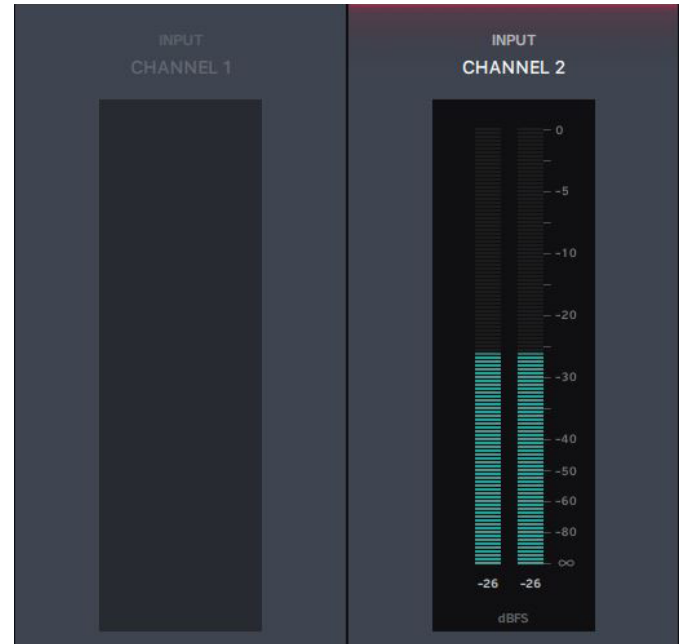 INPUT
CHANNEL 1
INPUT
CHANNEL 2
0
-5
-10
-20
-30
-40
-50
-60
-80
∞
-26 -26
dBFS